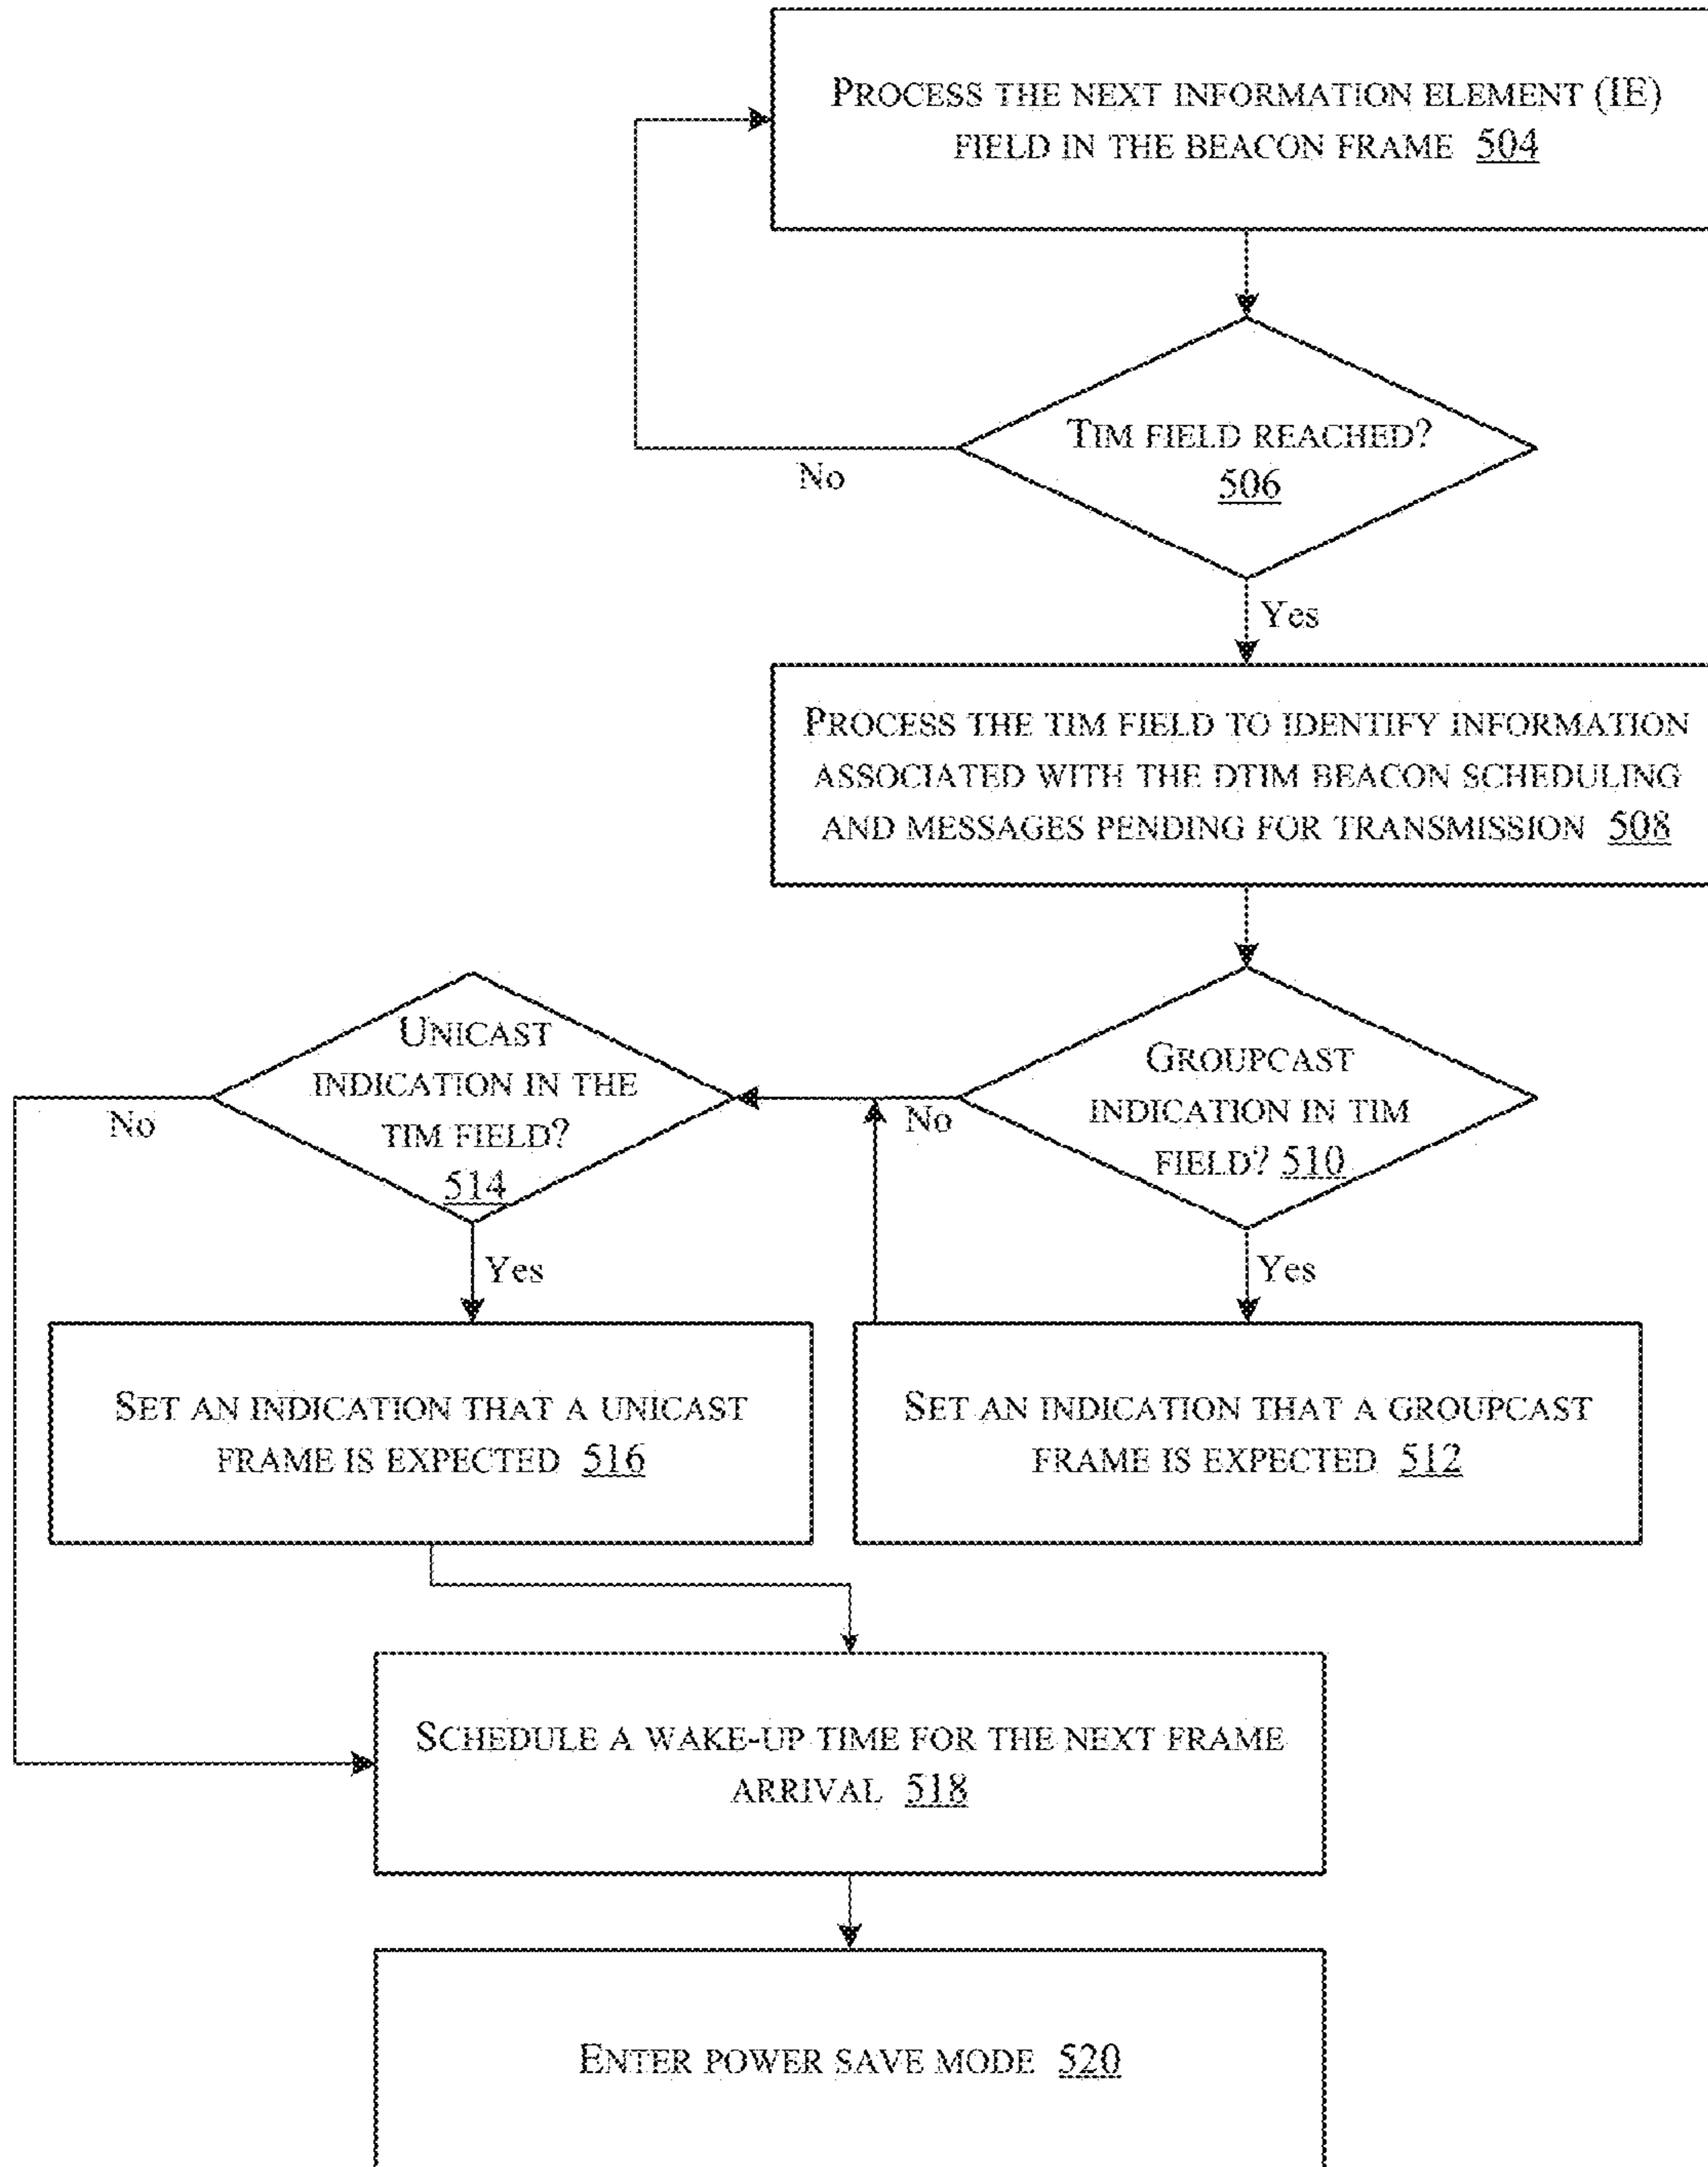 PROCESS THE NEXT INFORMATION ELEMENT (IE)
FIELD IN THE BEACON FRAME 504
TIM FIELD REACHED?
506
No
Yes
PROCESS THE TIM FIELD TO IDENTIFY INFORMATION
ASSOCIATED WITH THE DTIM BEACON SCHEDULING
AND MESSAGES PENDING FOR TRANSMISSION 508
UNICAST
INDICATION IN THE
TIM FIELD?
514
No
Yes
GROUPCAST
INDICATION IN TIM
FIELD? 510
No
Yes
SET AN INDICATION THAT A UNICAST
FRAME IS EXPECTED 516
SET AN INDICATION THAT A GROUPCAST
FRAME IS EXPECTED 512
SCHEDULE A WAKE-UP TIME FOR THE NEXT FRAME
ARRIVAL 518
ENTER POWER SAVE MODE 520